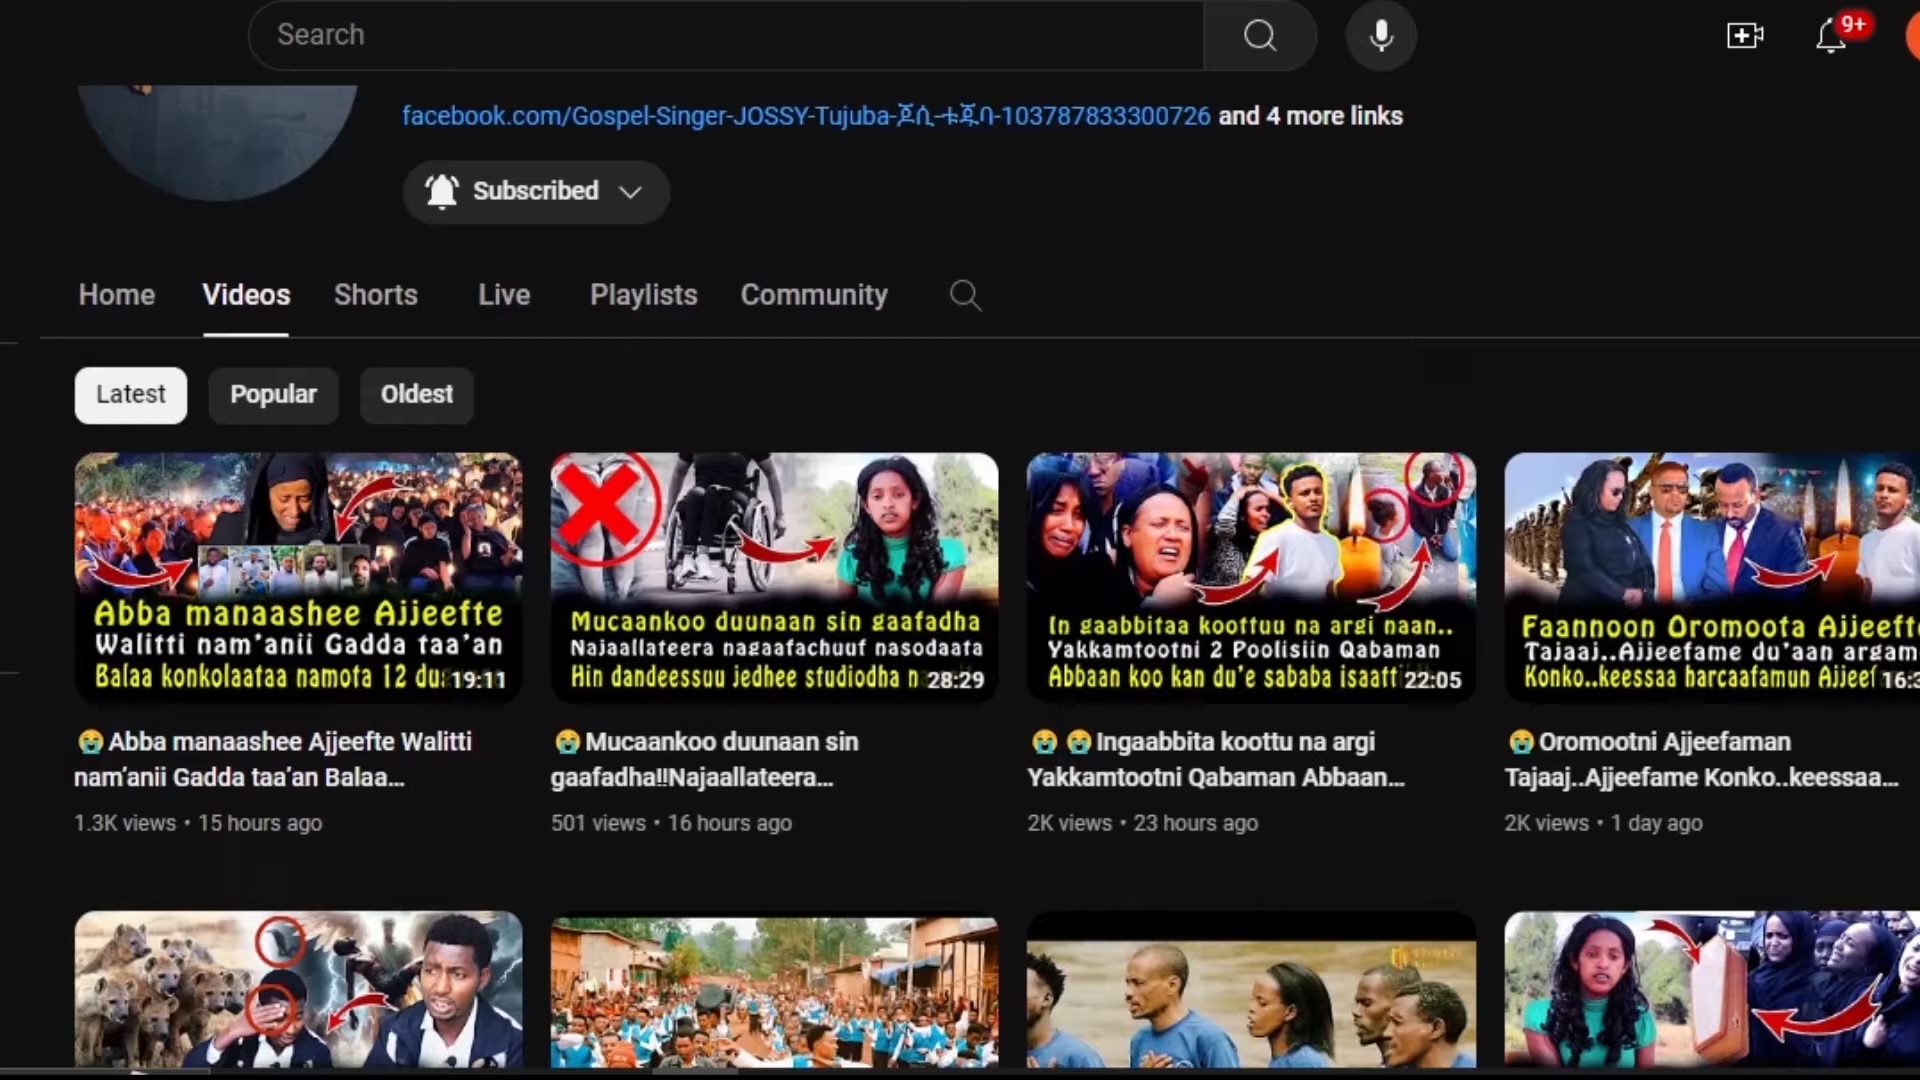 Search
9+
facebook.com/Gospel-Singer-JOSSY-Tujuba-ጆሲ-ቱጁባ-103787833300726 and 4 more links
Subscribed
Home Videos Shorts Live Playlists Community
Latest Popular Oldest
Abba manaashee Ajjeefte
Walitti nam'anii Gadda taa'an
Balaa konkolaataa namota 12
19:11
Mucaankoo duunaan sin gaafadha
Najaallateera nagaafachuuf nasodaata
Hin dandeessuu jedhee studiodha
28:29
In gaabbitaa koottuu na argi naan..
Yakkamtootni 2 Poolisiin Qabaman
Abbaan koo kan du'e sababa
22:05
Faannoon Oromoota
Tajaaj..Ajjeefame du'aan
Konko..keessaa harcaafamun
😭Abba manaashee Ajjeefte Walitti
nam'anii Gadda taa'an Balaa...
1.3K views • 15 hours ago
😭Mucaankoo duunaan sin
gaafadha!!Najaallateera...
501 views • 16 hours ago
😭 😭Ingaabbita koottu na argi
Yakkamtootni Qabaman Abbaan...
2K views • 23 hours ago
😭Oromootni Ajjeefaman
Tajaaj..Ajjeefame Konko..keessaa...
2K views • 1 day ago